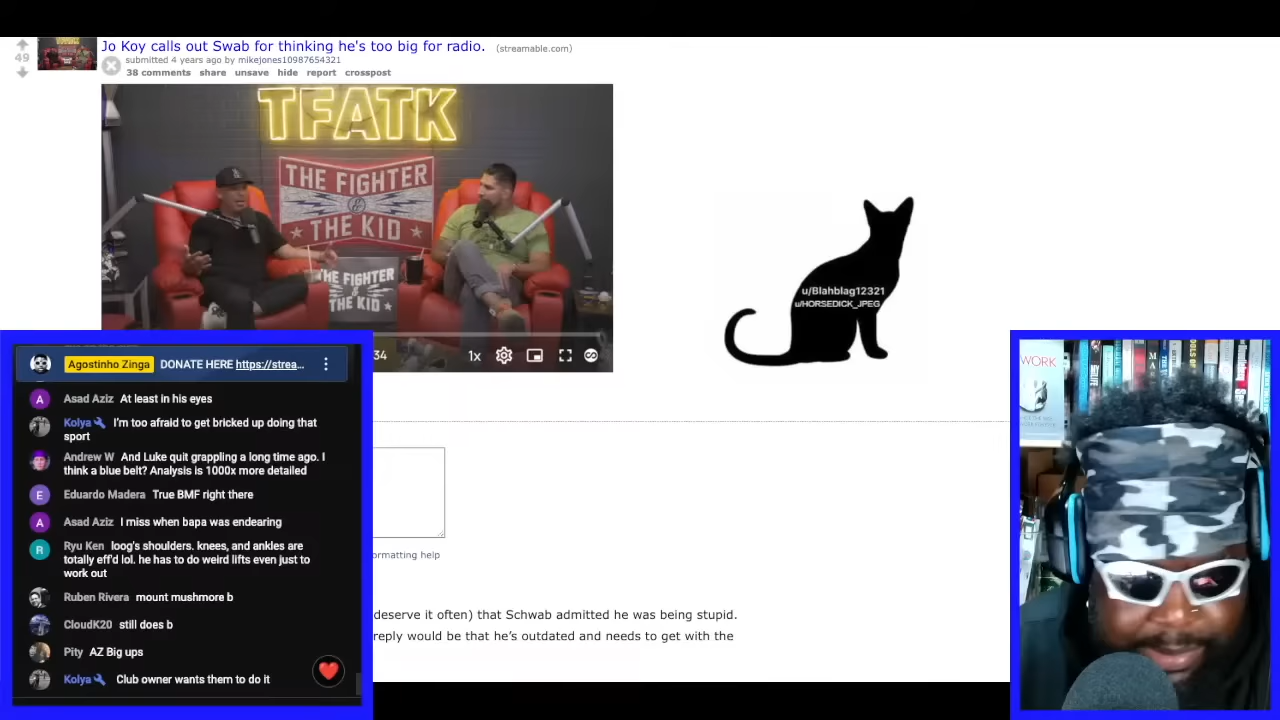 Jo Koy calls out Swab for thinking he's too big for radio. (streamable.com)
49
submitted 4 years ago by mikejones10987654321
38 comments share unsave hide report crosspost
TFATK
THE FIGHTER
&
THE KID
THE FIGHTER
&
THE KID
u/Blahblag12321
u/HORSEDICK_JPEG
34 1x
WORK
Agostinho Zinga DONATE HERE https://strea...
Asad Aziz At least in his eyes
Kolya I'm too afraid to get bricked up doing that
sport
Andrew W And Luke quit grappling a long time ago. I
think a blue belt? Analysis is 1000x more detailed
Eduardo Madera True BMF right there
Asad Aziz I miss when bapa was endearing
Ryu Ken loog's shoulders. knees, and ankles are
totally eff'd lol. he has to do weird lifts even just to
work out
Ruben Rivera mount mushmore b
CloudK20 still does b
Pity AZ Big ups
Kolya Club owner wants them to do it
ormatting help
deserve it often) that Schwab admitted he was being stupid.
reply would be that he's outdated and needs to get with the